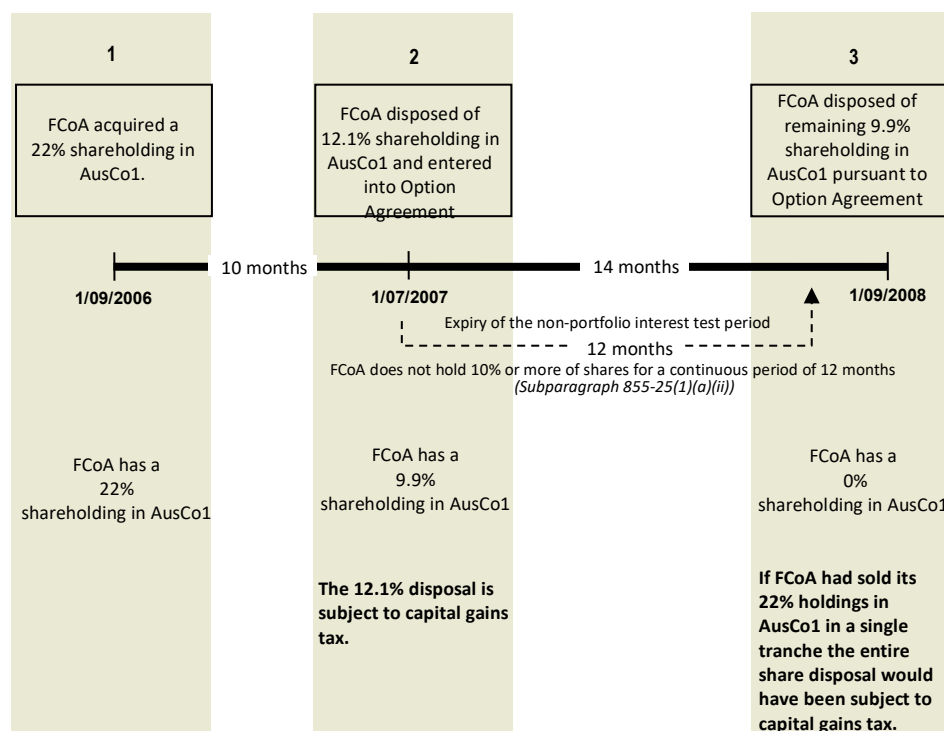 1
FCoA acquired a
22% shareholding in
AusCo1.
2
FCoA disposed of
12.1% shareholding in
AusCo1 and entered
into Option
Agreement
3
FCoA disposed of
remaining 9.9%
shareholding in
AusCo1 pursuant to
Option Agreement
10 months
14 months
1/09/2006
1/07/2007
1/09/2008
Expiry of the non-portfolio interest test period
12 months
FCoA does not hold 10% or more of shares for a continuous period of 12 months
(Subparagraph 855-25(1)(a)(ii))
FCoA has a
22%
shareholding in AusCo1
FCoA has a
9.9%
shareholding in AusCo1
FCoA has a
0%
shareholding in AusCo1
The 12.1% disposal is
subject to capital gains
tax.
If FCoA had sold its
22% holdings in
AusCo1 in a single
tranche the entire
share disposal would
have been subject to
capital gains tax.